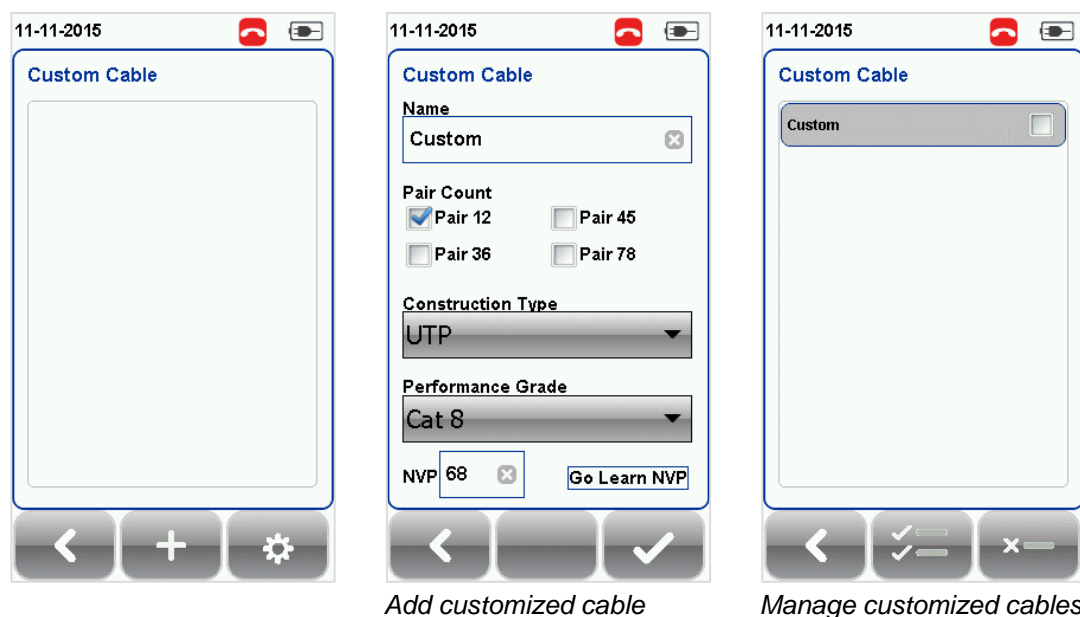 11-11-2015
Custom Cable
11-11-2015
Custom Cable
Name
Custom
Pair Count
Pair 12 Pair 45
Pair 36 Pair 78
Construction Type
UTP
Performance Grade
Cat 8
NVP 68 Go Learn NVP
Add customized cable
11-11-2015
Custom Cable
Custom
Manage customized cables